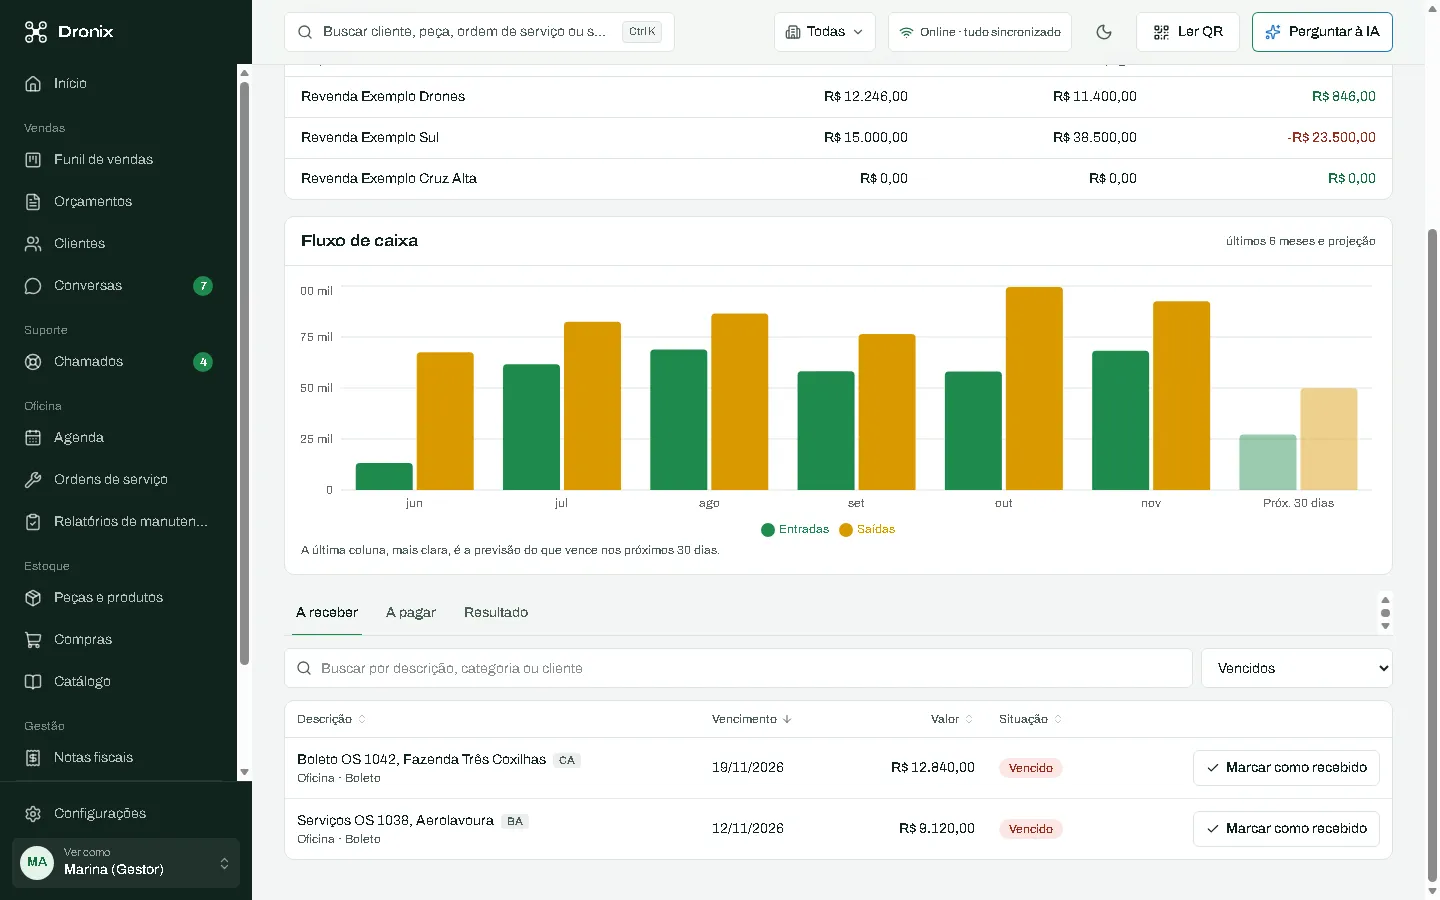 Dronix
Buscar cliente, peça, ordem de serviço ou s...
Ctrl K
Todas
Online · tudo sincronizado
Ler QR
Perguntar à IA
Início
Vendas
Funil de vendas
Orçamentos
Clientes
Conversas 7
Suporte
Chamados 4
Oficina
Agenda
Ordens de serviço
Relatórios de manuten...
Estoque
Peças e produtos
Compras
Catálogo
Gestão
Notas fiscais
Configurações
MA
Ver como
Marina (Gestor)
Revenda Exemplo Drones R$ 12.246,00 R$ 11.400,00 R$ 846,00
Revenda Exemplo Sul R$ 15.000,00 R$ 38.500,00 -R$ 23.500,00
Revenda Exemplo Cruz Alta R$ 0,00 R$ 0,00 R$ 0,00
Fluxo de caixa
últimos 6 meses e projeção
00 mil
75 mil
50 mil
25 mil
0
jun jul ago set out nov Próx. 30 dias
Entradas Saídas
A última coluna, mais clara, é a previsão do que vence nos próximos 30 dias.
A receber A pagar Resultado
Buscar por descrição, categoria ou cliente
Vencidos
Descrição Vencimento Valor Situação
Boleto OS 1042, Fazenda Três Coxilhas CA
Oficina · Boleto
19/11/2026 R$ 12.840,00 Vencido Marcar como recebido
Serviços OS 1038, Aerolavoura BA
Oficina · Boleto
12/11/2026 R$ 9.120,00 Vencido Marcar como recebido